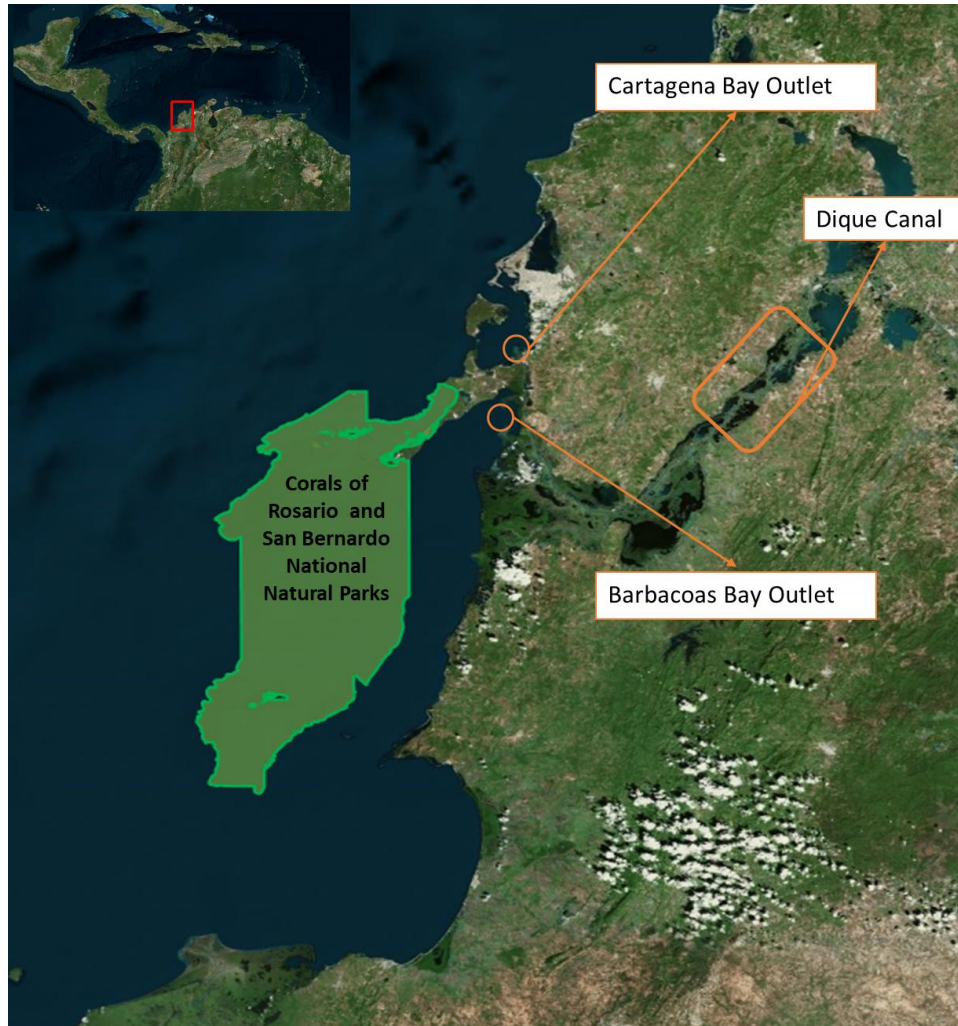 Cartagena Bay Outlet
Dique Canal
Corals of
Rosario and
San Bernardo
National
Natural Parks
Barbacoas Bay Outlet